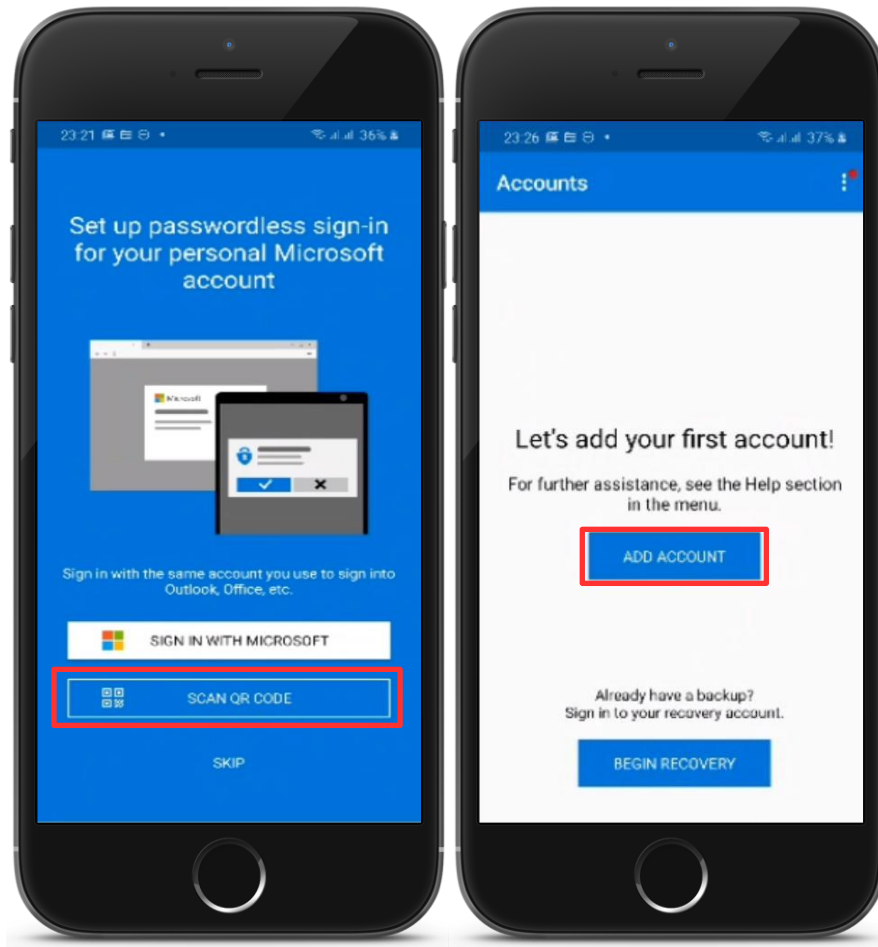 23:21
36%
Set up passwordless sign-in
for your personal Microsoft
account
Microsoft
Sign in with the same account you use to sign into
Outlook, Office, etc.
SIGN IN WITH MICROSOFT
SCAN QR CODE
SKIP
23:26
37%
Accounts
Let's add your first account!
For further assistance, see the Help section
in the menu.
ADD ACCOUNT
Already have a backup?
Sign in to your recovery account.
BEGIN RECOVERY